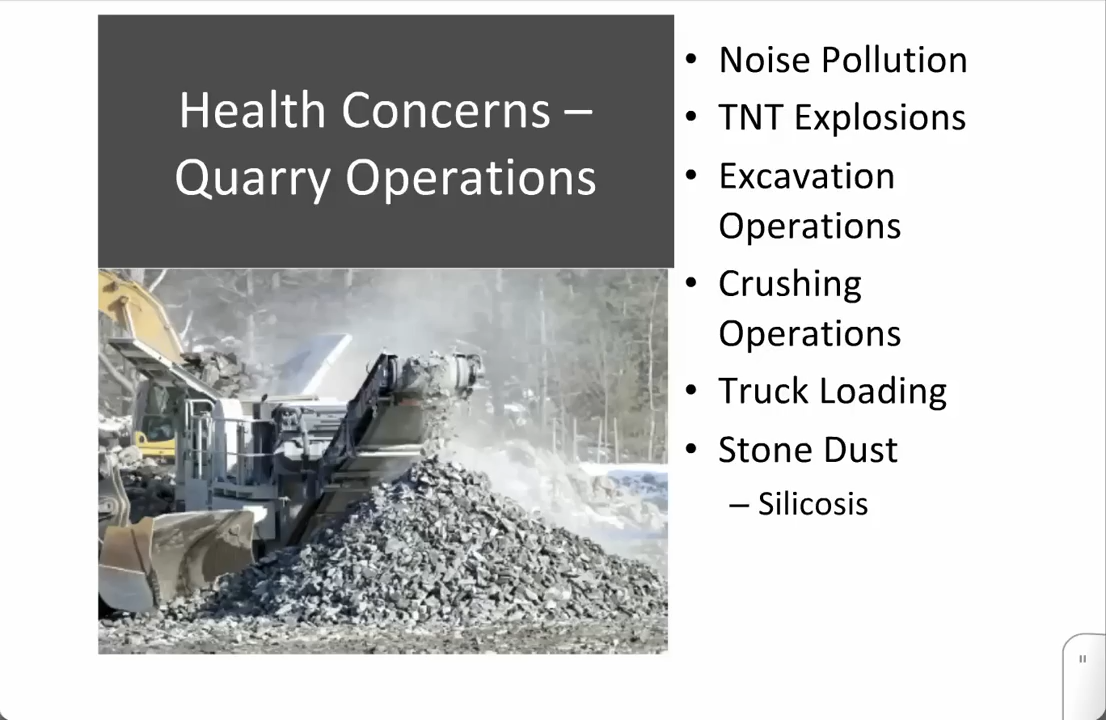 Health Concerns –
Quarry Operations
• Noise Pollution
• TNT Explosions
• Excavation
Operations
• Crushing
Operations
• Truck Loading
• Stone Dust
– Silicosis